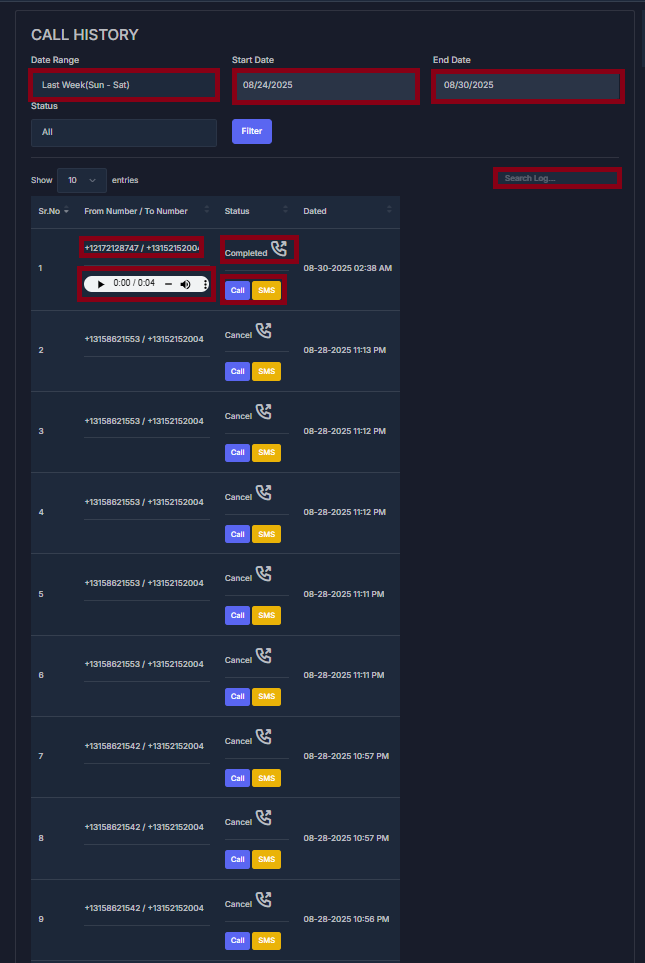 CALL HISTORY
Date Range Start Date End Date
Last Week(Sun - Sat) 08/24/2025 08/30/2025
Status
All Filter
Show 10 entries Search Log...
Sr.No From Number / To Number Status Dated
+12172128747 / +13152152004 Completed
1 08-30-2025 02:38 AM
0:00 / 0:04 Call SMS
+13158621553 / +13152152004 Cancel
2 08-28-2025 11:13 PM
Call SMS
+13158621553 / +13152152004 Cancel
3 08-28-2025 11:12 PM
Call SMS
+13158621553 / +13152152004 Cancel
4 08-28-2025 11:12 PM
Call SMS
+13158621553 / +13152152004 Cancel
5 08-28-2025 11:11 PM
Call SMS
+13158621553 / +13152152004 Cancel
6 08-28-2025 11:11 PM
Call SMS
+13158621542 / +13152152004 Cancel
7 08-28-2025 10:57 PM
Call SMS
+13158621542 / +13152152004 Cancel
8 08-28-2025 10:57 PM
Call SMS
+13158621542 / +13152152004 Cancel
9 08-28-2025 10:56 PM
Call SMS